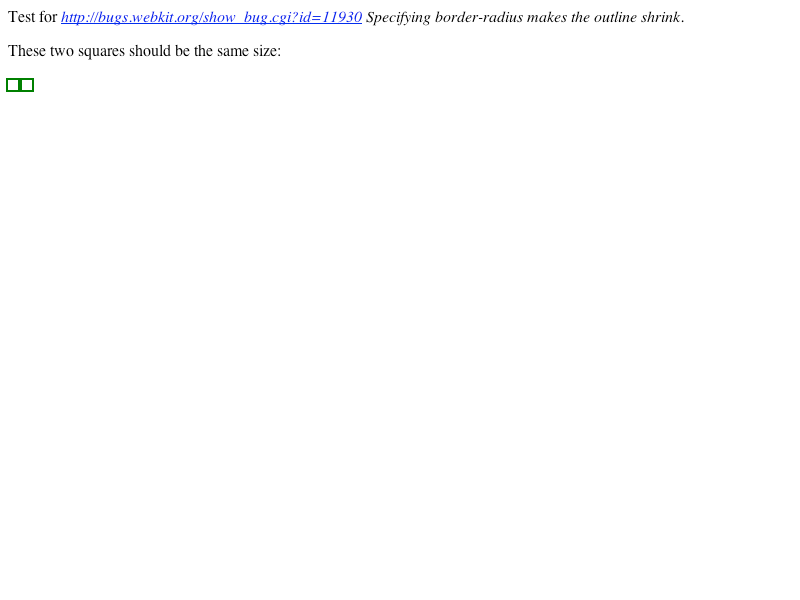 Test for http://bugs.webkit.org/show_bug.cgi?id=11930 Specifying border-radius makes the outline shrink.
These two squares should be the same size: